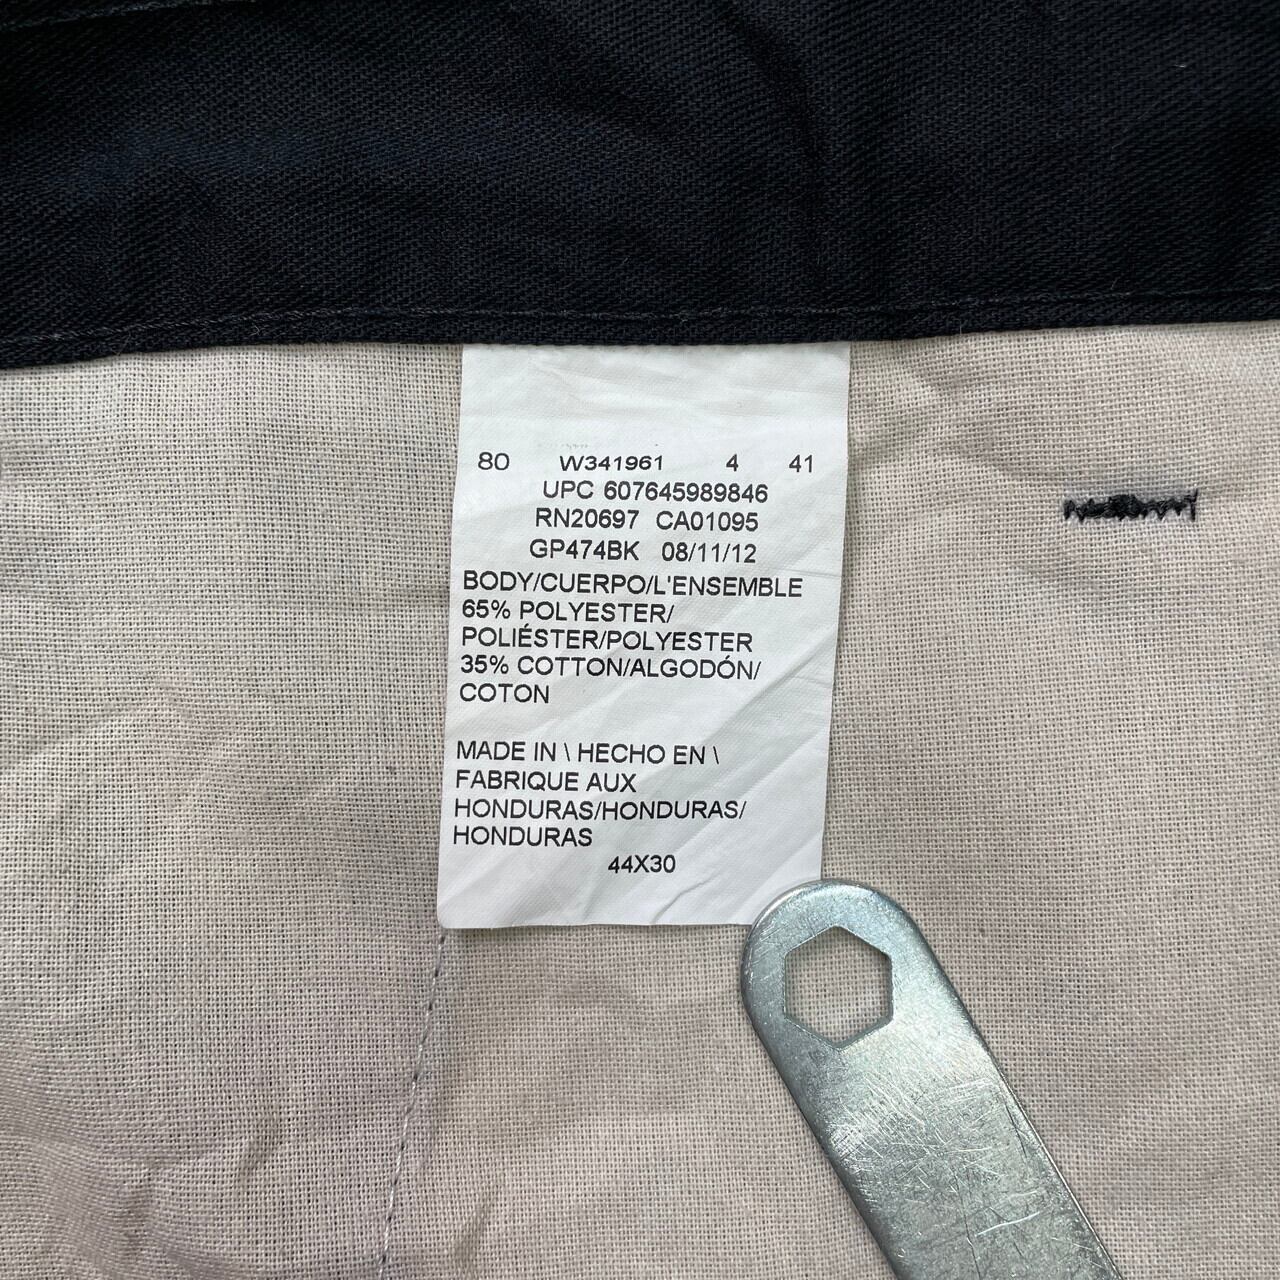 80 W341961 4 41
UPC 607645989846
RN20697 CA01095
GP474BK 08/11/12
BODY/CUERPO/L'ENSEMBLE
65% POLYESTER/
POLIÉSTER/POLYESTER
35% COTTON/ALGODÓN/
COTON
MADE IN \ HECHO EN \
FABRIQUE AUX
HONDURAS/HONDURAS/
HONDURAS
44X30